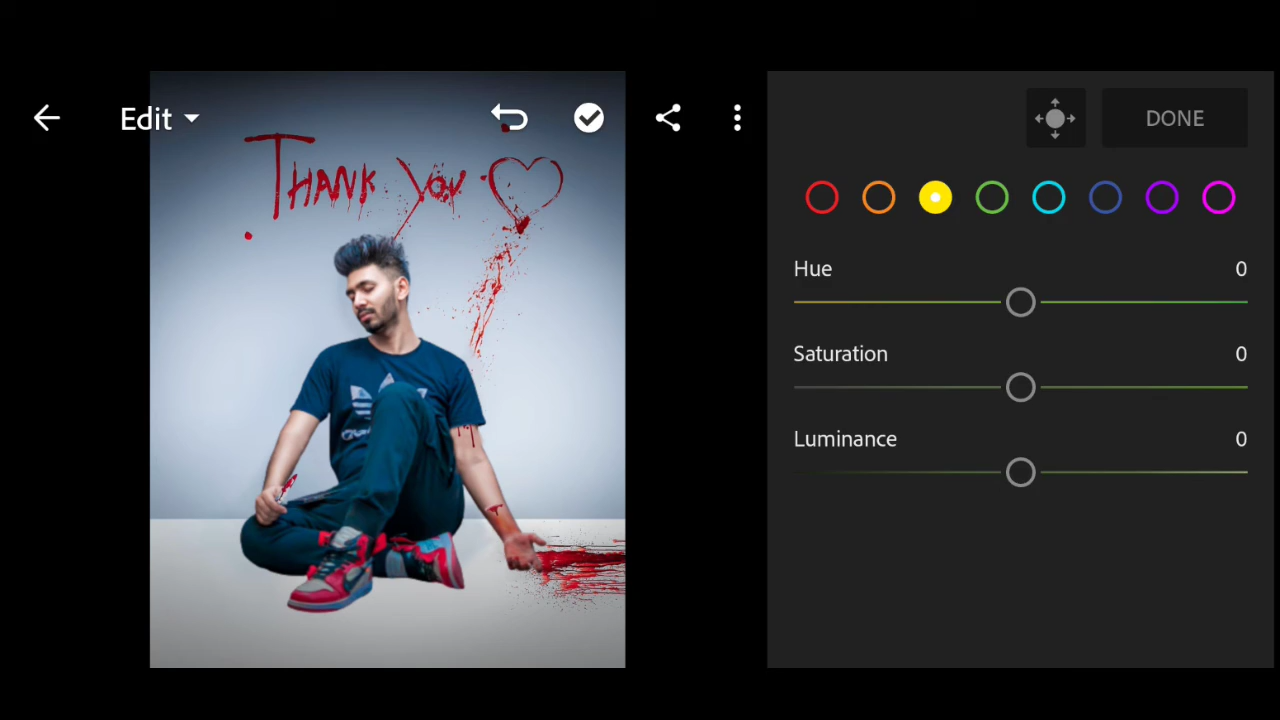 Edit
DONE
THANK YOU
Hue 0
Saturation 0
Luminance 0